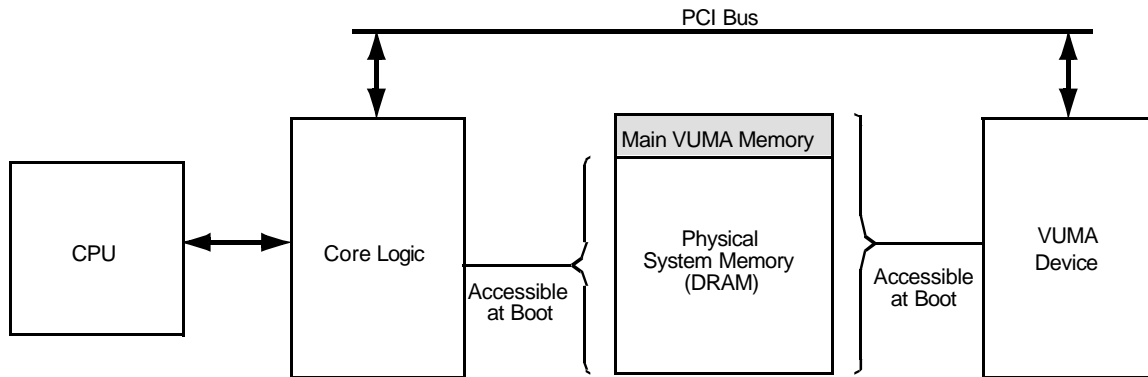 PCI Bus
Main VUMA Memory
CPU
Core Logic
Physical
System Memory
(DRAM)
VUMA
Device
Accessible
at Boot
Accessible
at Boot